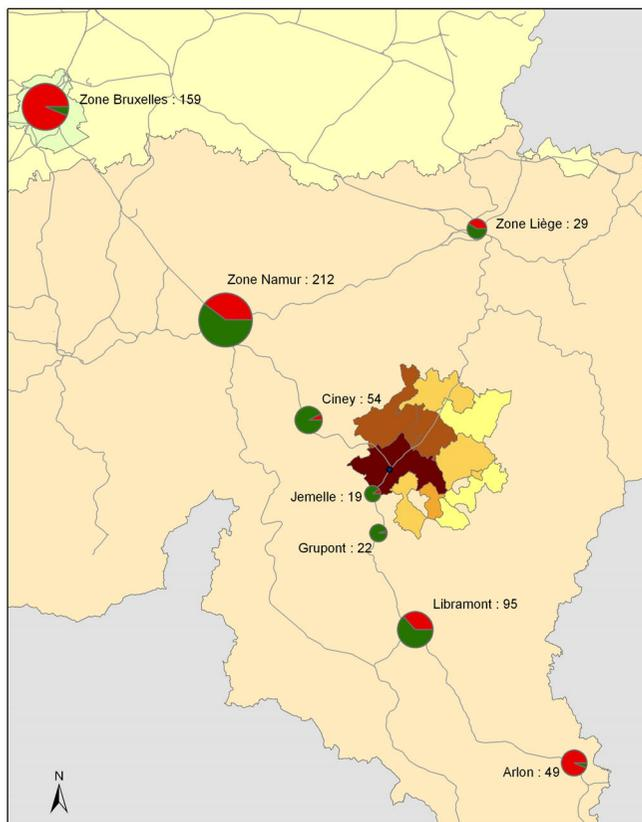 Zone Bruxelles : 159
Zone Liège : 29
Zone Namur : 212
Ciney : 54
Jemelle : 19
Grupont : 22
Libramont : 95
Arlon : 49
N